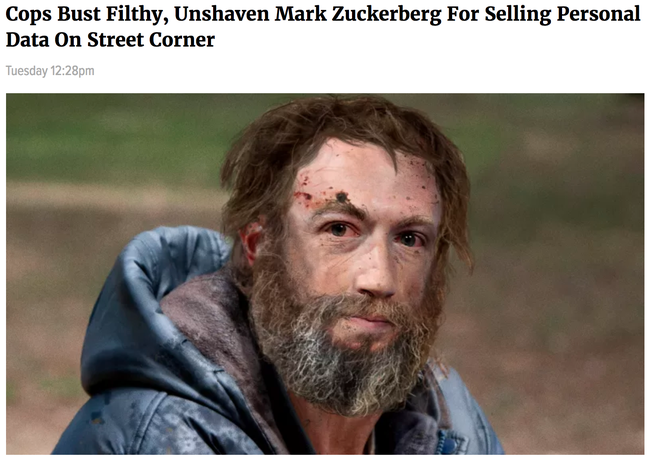 Cops Bust Filthy, Unshaven Mark Zuckerberg For Selling Personal
Data On Street Corner
Tuesday 12:28pm